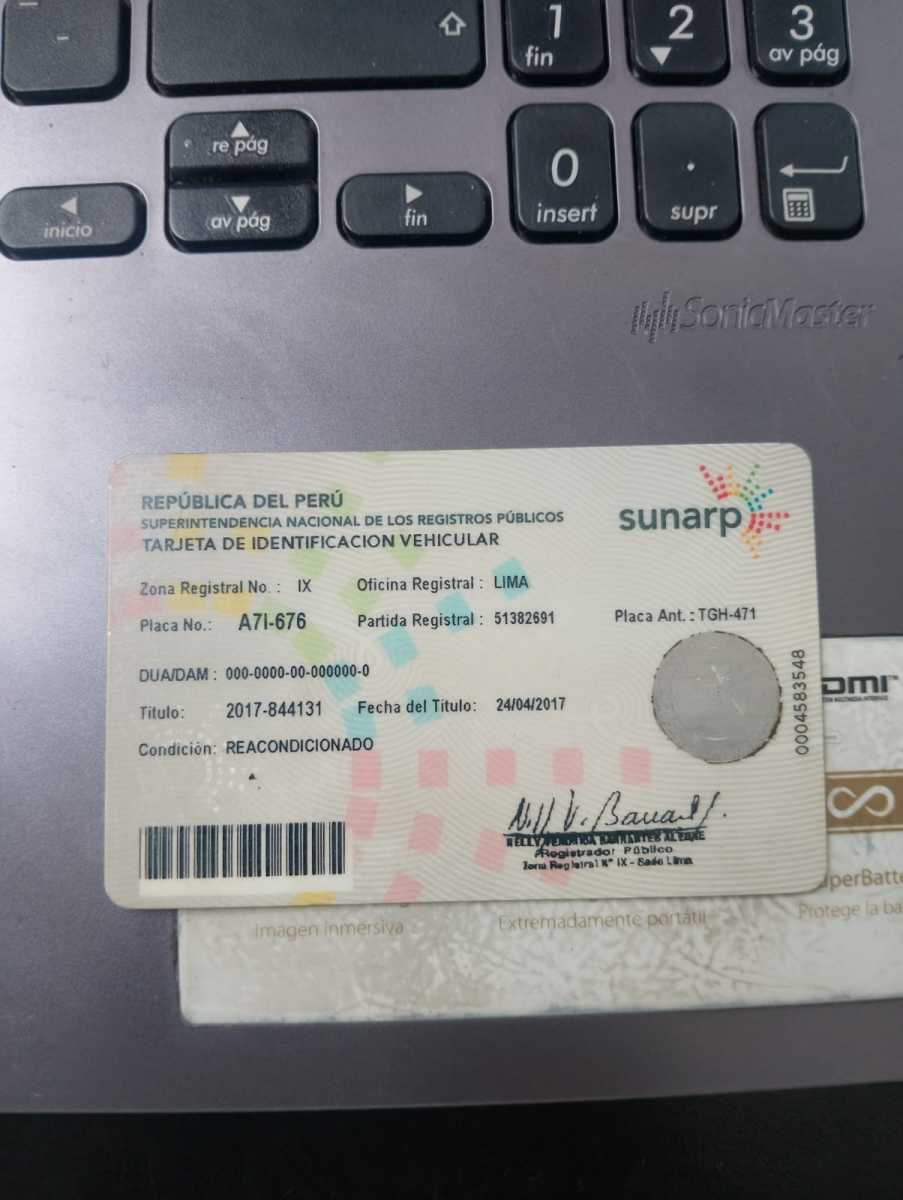 -
1
fin
2
3
av pág
re pág
inicio
av pág
fin
0
insert
.
supr
SonicMaster
REPÚBLICA DEL PERÚ
SUPERINTENDENCIA NACIONAL DE LOS REGISTROS PÚBLICOS
TARJETA DE IDENTIFICACION VEHICULAR
sunarp
Zona Registral No. : IX Oficina Registral : LIMA
Placa No.: A7I-676 Partida Registral : 51382691 Placa Ant. : TGH-471
DUA/DAM : 000-0000-00-000000-0
Titulo: 2017-844131 Fecha del Titulo: 24/04/2017
Condición: REACONDICIONADO
0004583548
Registrador Público
Zona Registral N° IX - Sede Lima
Imagen inmersiva
Extremadamente portátil
Protege la